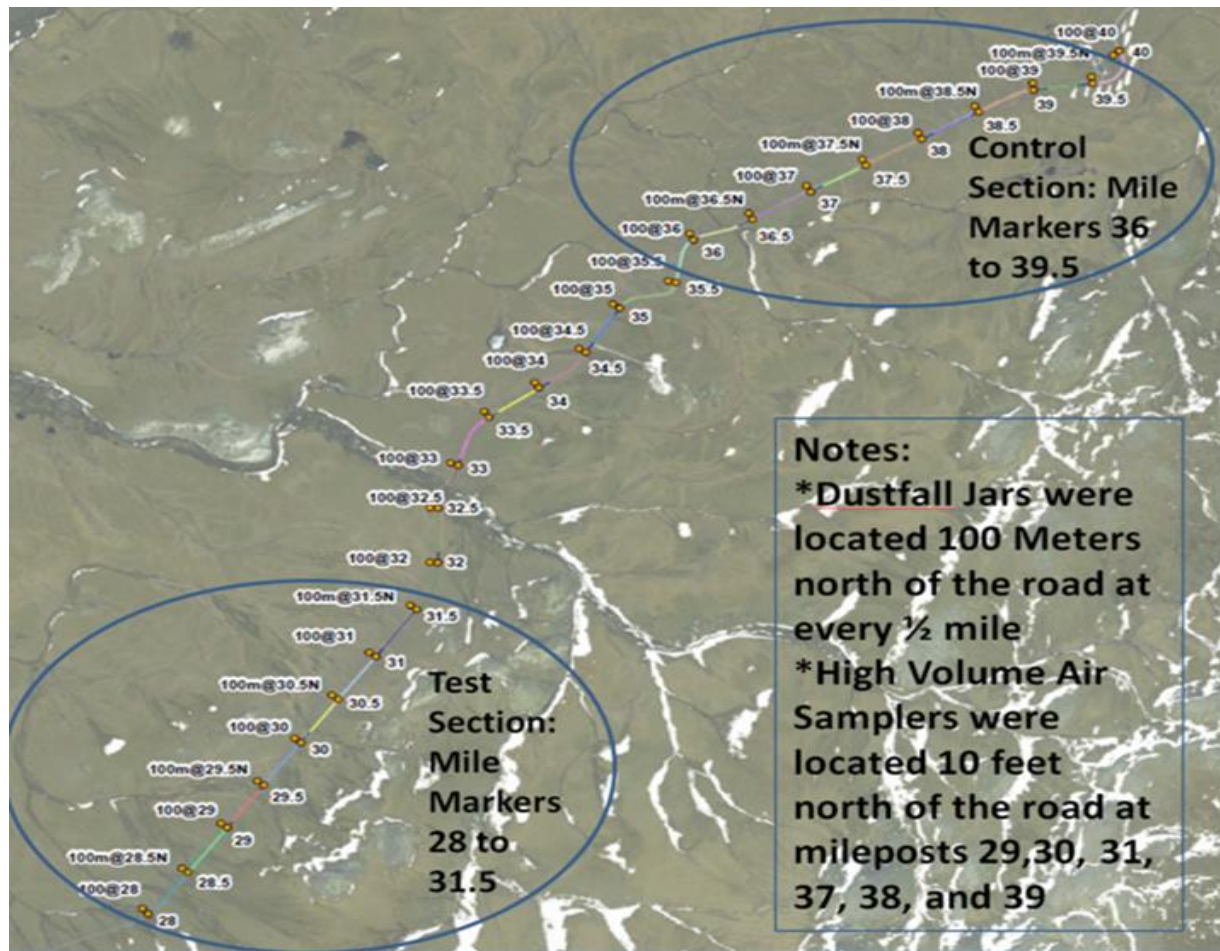 100@40
40
100m@39.5N
39.5
100@39
39
100m@38.5N
38.5
100@38
38
100m@37.5N
37.5
100@37
37
100m@36.5N
36.5
100@36
36
100@35.5
35.5
100@35
35
100@34.5
34.5
100@34
34
100@33.5
33.5
100@33
33
100@32.5
32.5
100@32
32
100m@31.5N
31.5
100@31
31
100m@30.5N
30.5
100@30
30
100m@29.5N
29.5
100@29
29
100m@28.5N
28.5
100@28
28
Control
Section: Mile
Markers 36
to 39.5
Test
Section:
Mile
Markers
28 to
31.5
Notes:
*Dustfall Jars were
located 100 Meters
north of the road at
every ½ mile
*High Volume Air
Samplers were
located 10 feet
north of the road at
mileposts 29,30, 31,
37, 38, and 39